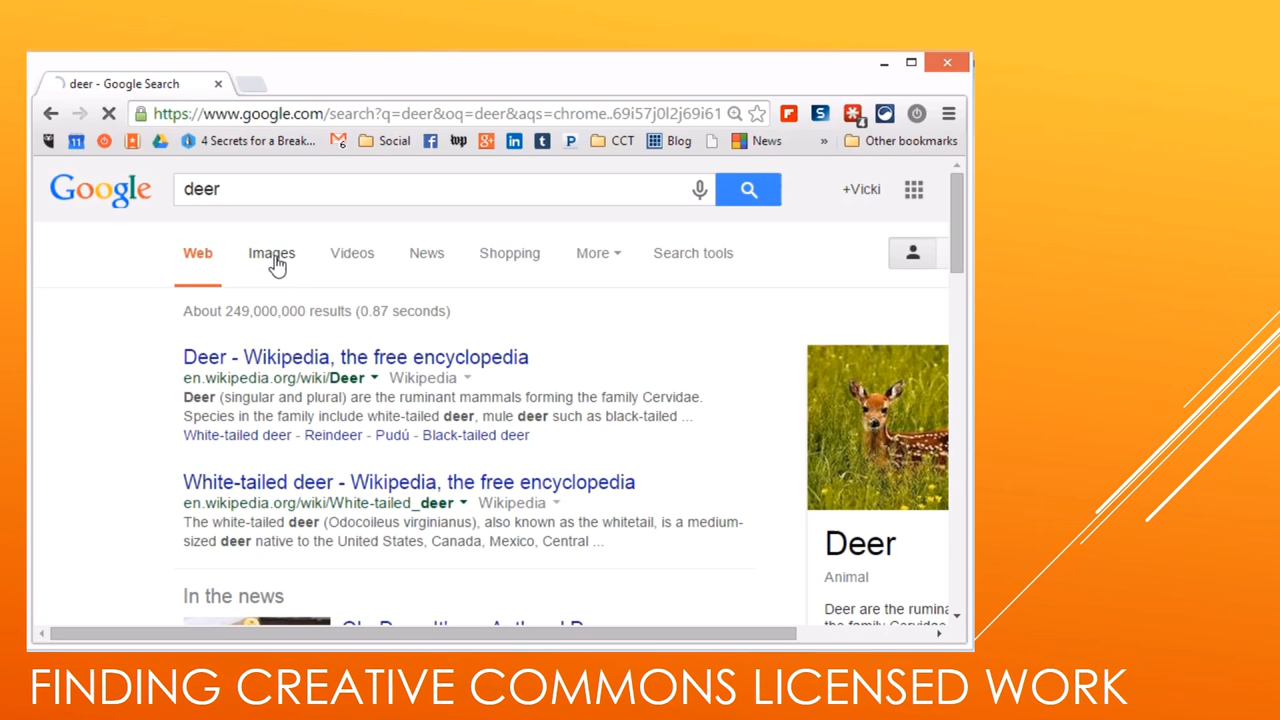 deer - Google Search
https://www.google.com/search?q=deer&oq=deer&aqs=chrome..69i57j0l2j69i61
11 4 Secrets for a Break... 6 Social wp CCT Blog News » Other bookmarks
Google deer +Vicki
Web Images Videos News Shopping More Search tools
About 249,000,000 results (0.87 seconds)
Deer - Wikipedia, the free encyclopedia
en.wikipedia.org/wiki/Deer Wikipedia
Deer (singular and plural) are the ruminant mammals forming the family Cervidae.
Species in the family include white-tailed deer, mule deer such as black-tailed ...
White-tailed deer - Reindeer - Pudú - Black-tailed deer
White-tailed deer - Wikipedia, the free encyclopedia
en.wikipedia.org/wiki/White-tailed_deer Wikipedia
The white-tailed deer (Odocoileus virginianus), also known as the whitetail, is a medium-
sized deer native to the United States, Canada, Mexico, Central ...
In the news
Deer
Animal
Deer are the rumina
the family Cervidae
FINDING CREATIVE COMMONS LICENSED WORK